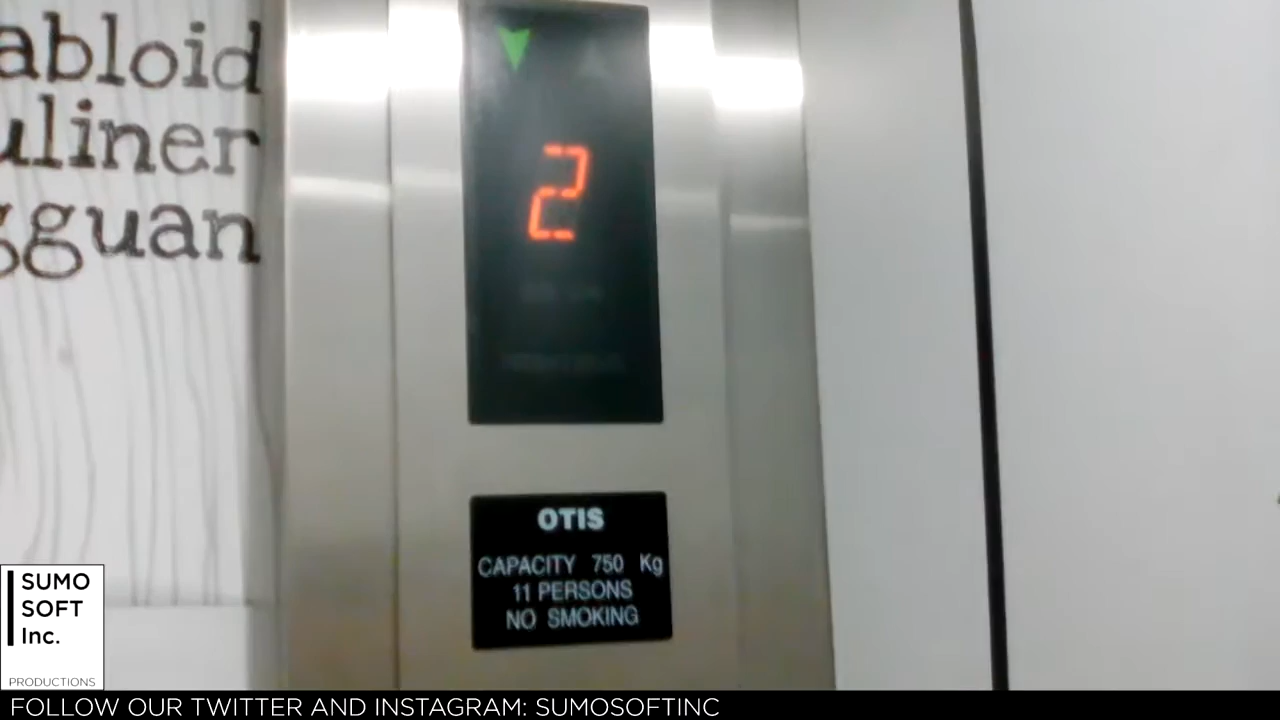 abloid
uliner
gguan
2
OTIS
CAPACITY 750 Kg
11 PERSONS
NO SMOKING
SUMO
SOFT
Inc.
PRODUCTIONS
FOLLOW OUR TWITTER AND INSTAGRAM: SUMOSOFTINC